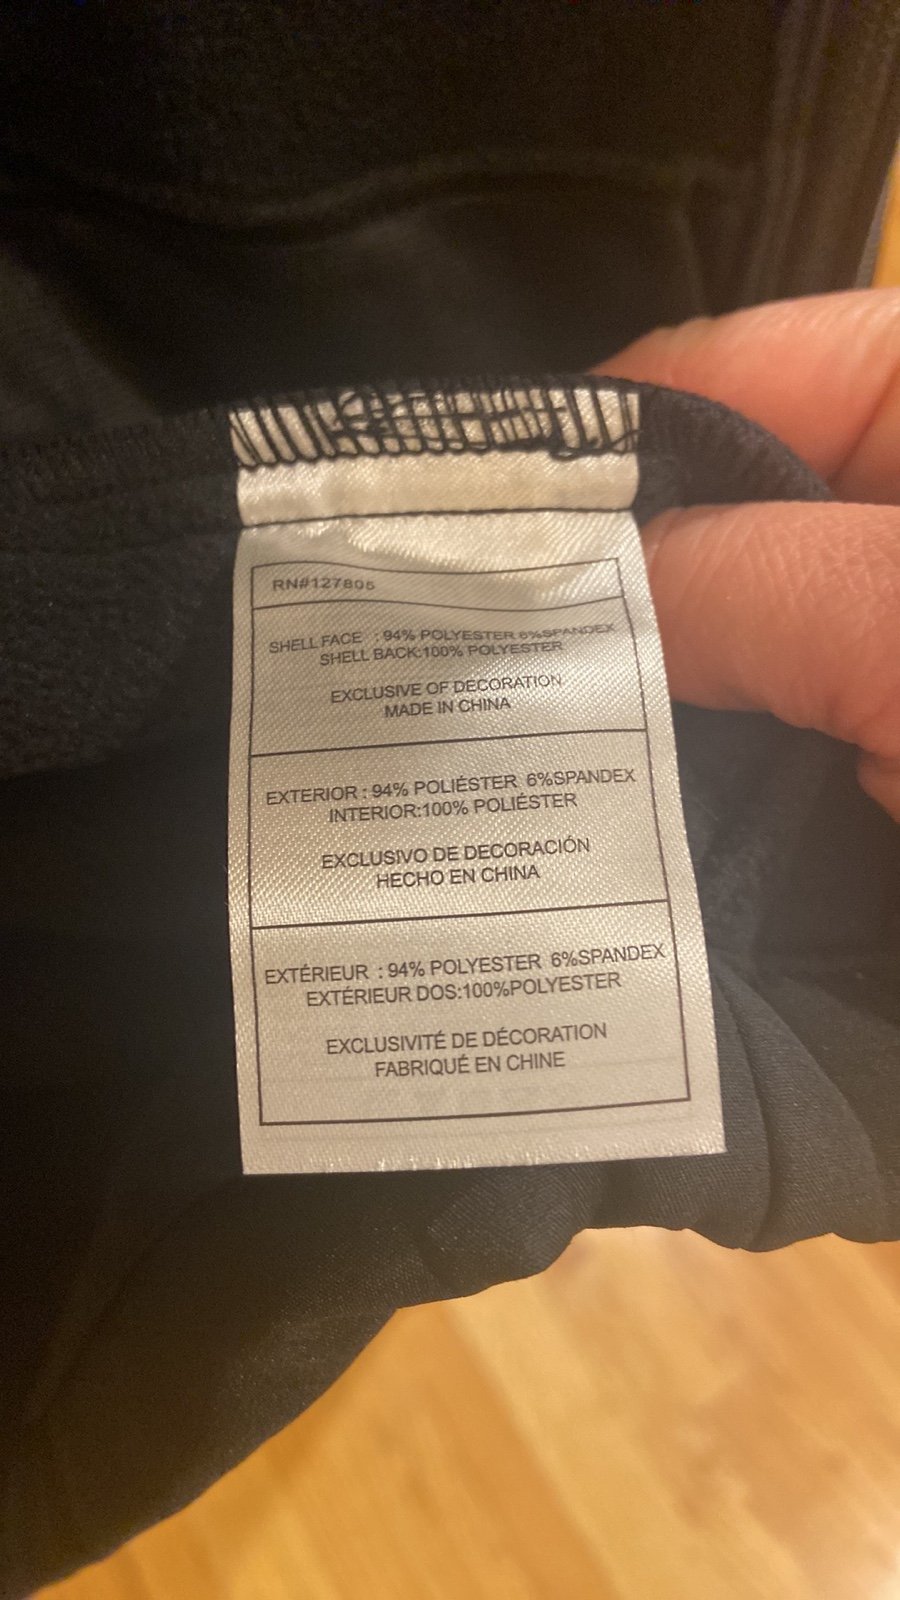 RN#127805
SHELL FACE : 94% POLYESTER 6%SPANDEX
SHELL BACK:100% POLYESTER
EXCLUSIVE OF DECORATION
MADE IN CHINA
EXTERIOR : 94% POLIÉSTER 6%SPANDEX
INTERIOR:100% POLIÉSTER
EXCLUSIVO DE DECORACIÓN
HECHO EN CHINA
EXTÉRIEUR : 94% POLYESTER 6%SPANDEX
EXTÉRIEUR DOS:100%POLYESTER
EXCLUSIVITÉ DE DÉCORATION
FABRIQUÉ EN CHINE